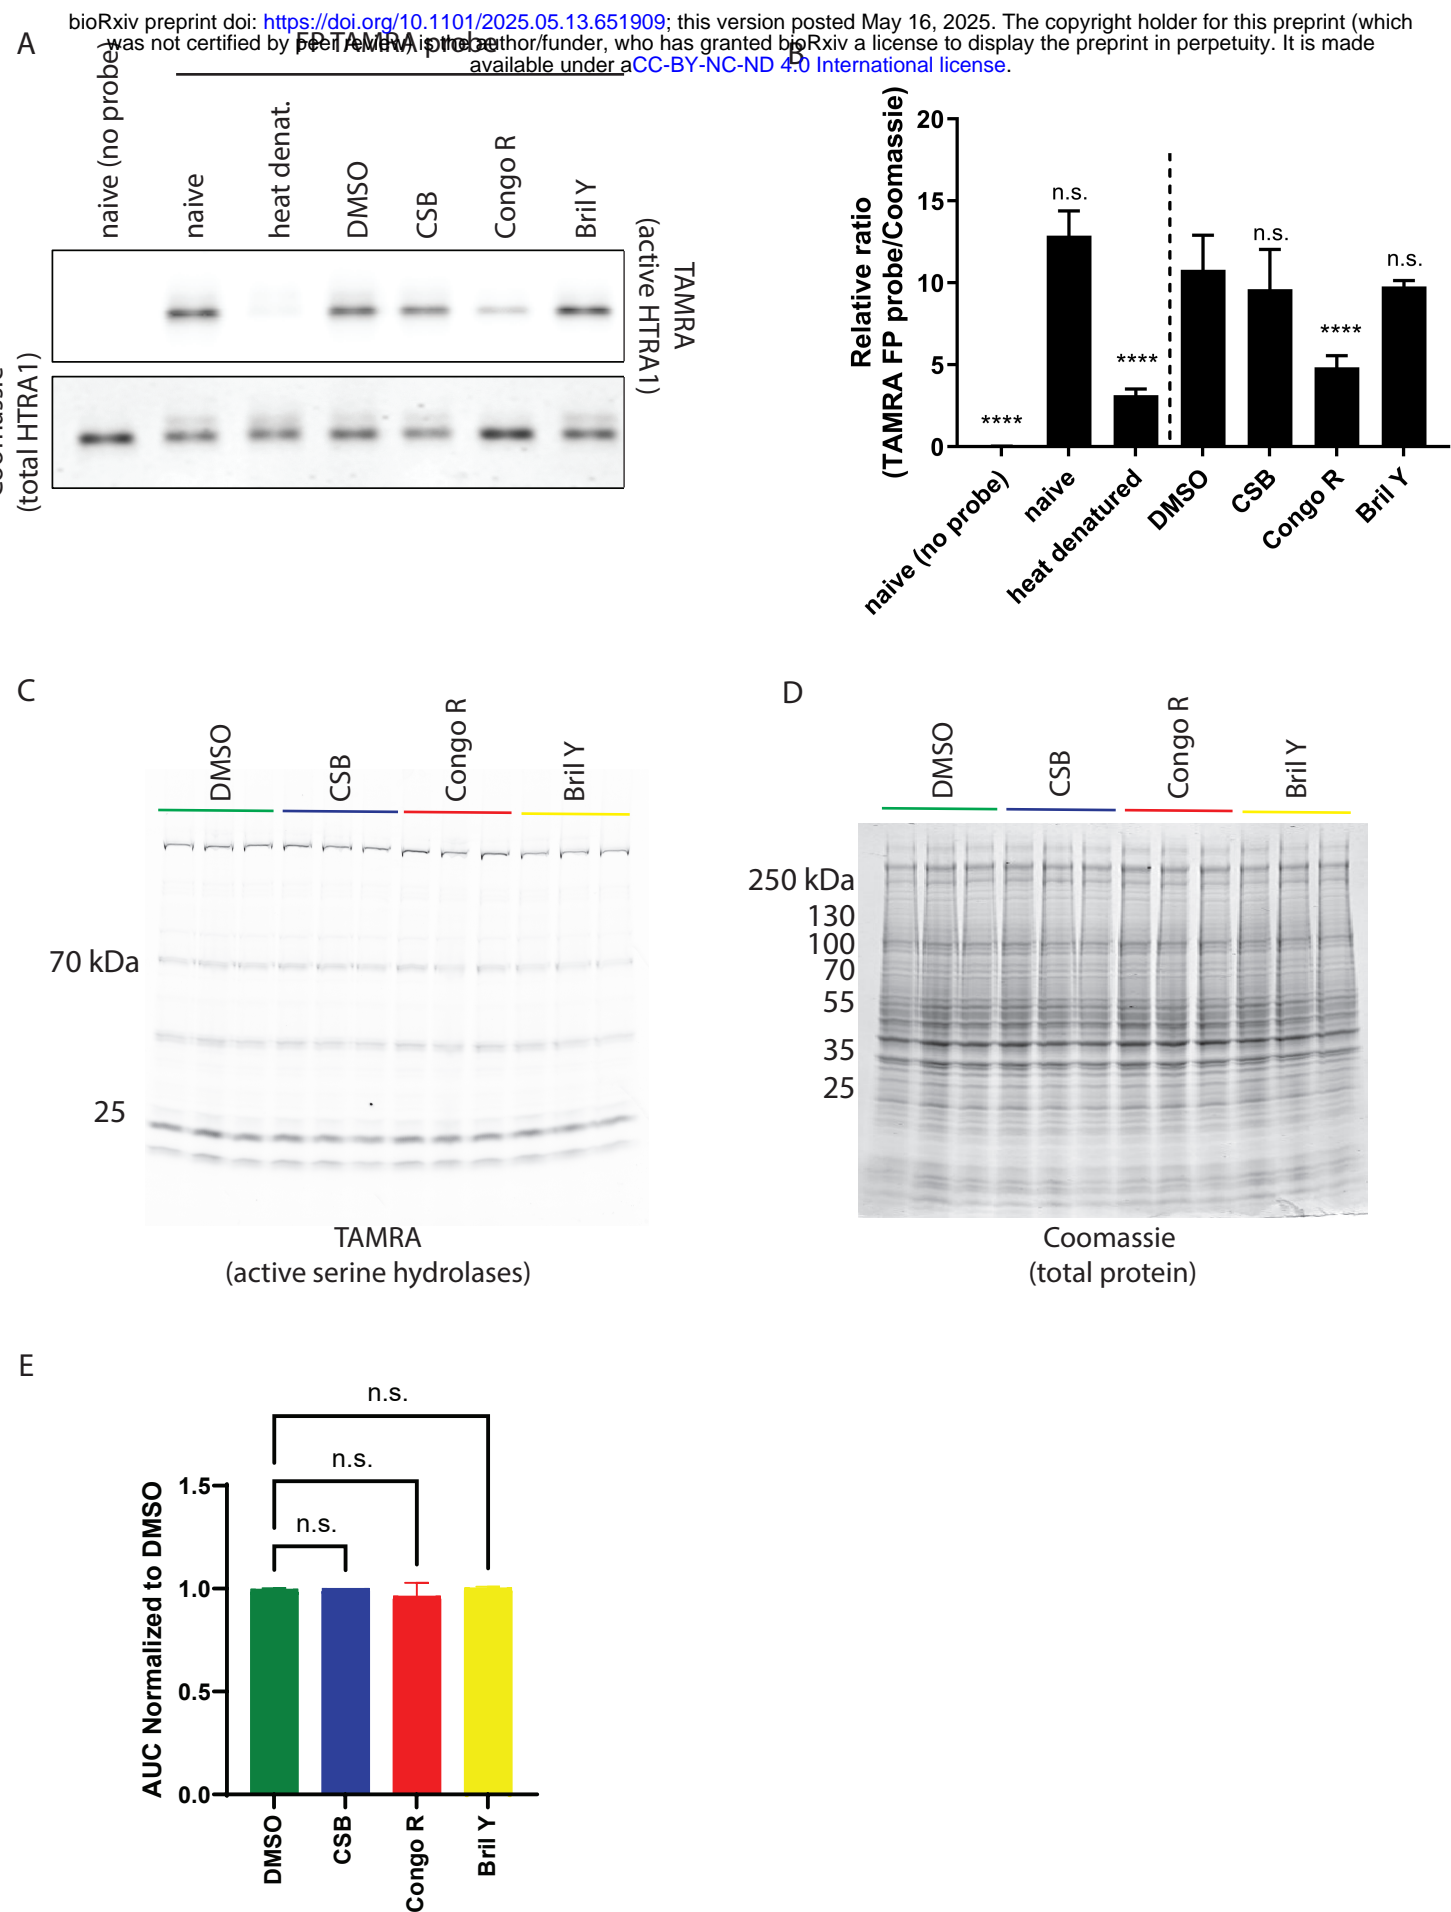 bioRxiv preprint doi: https://doi.org/10.1101/2025.05.13.651909; this version posted May 16, 2025. The copyright holder for this preprint (which
was not certified by peer review) is the author/funder, who has granted bioRxiv a license to display the preprint in perpetuity. It is made
available under aCC-BY-NC-ND 4.0 International license.
A
FP TAMRA probe
naive (no probe)
naive
heat denat.
DMSO
CSB
Congo R
Bril Y
TAMRA
(active HTRA1)
(total HTRA1)
B
Relative ratio
(TAMRA FP probe/Coomassie)
20
15
10
5
0
****
n.s.
****
n.s.
****
n.s.
naive (no probe)
naive
heat denatured
DMSO
CSB
Congo R
Bril Y
C
DMSO
CSB
Congo R
Bril Y
70 kDa
25
TAMRA
(active serine hydrolases)
D
DMSO
CSB
Congo R
Bril Y
250 kDa
130
100
70
55
35
25
Coomassie
(total protein)
E
n.s.
n.s.
n.s.
AUC Normalized to DMSO
1.5
1.0
0.5
0.0
DMSO
CSB
Congo R
Bril Y